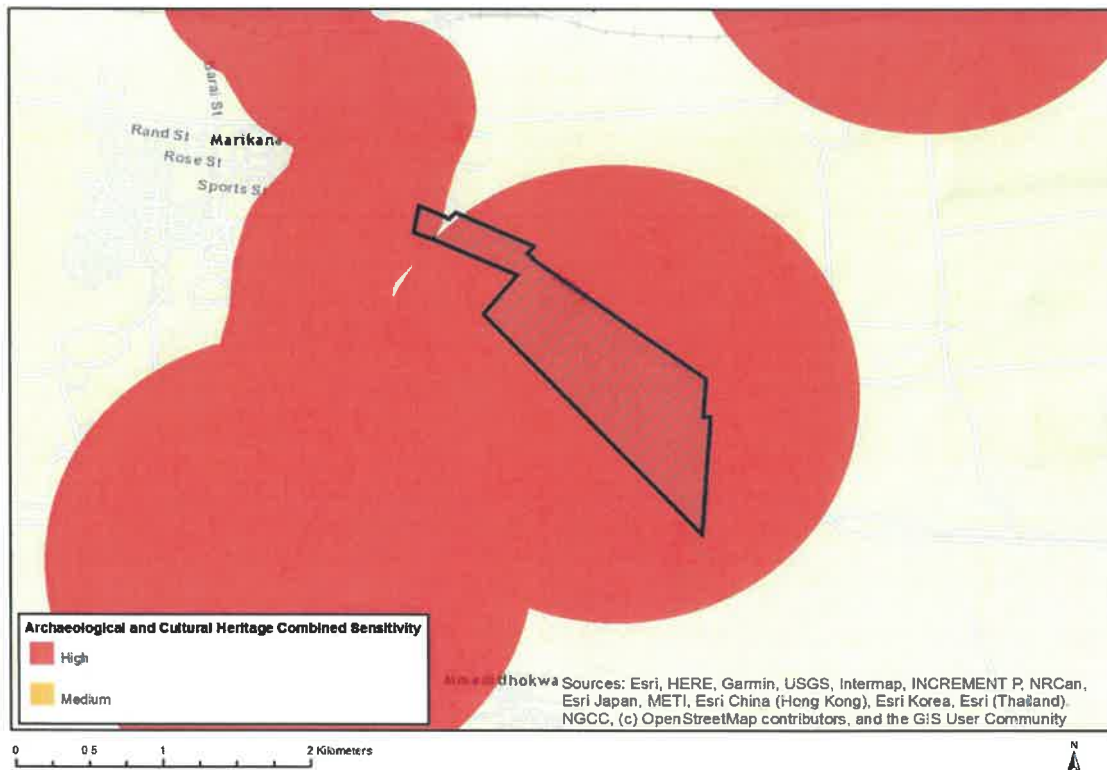 Rand St
Marikana
Rose St
Sports St
Archaeological and Cultural Heritage Combined Sensitivity
High
Medium
Sources: Esri, HERE, Garmin, USGS, Intermap, INCREMENT P, NRCan,
Esri Japan, METI, Esri China (Hong Kong), Esri Korea, Esri (Thailand),
NGCC, (c) OpenStreetMap contributors, and the GIS User Community
0 0.5 1 2 Kilometers
N